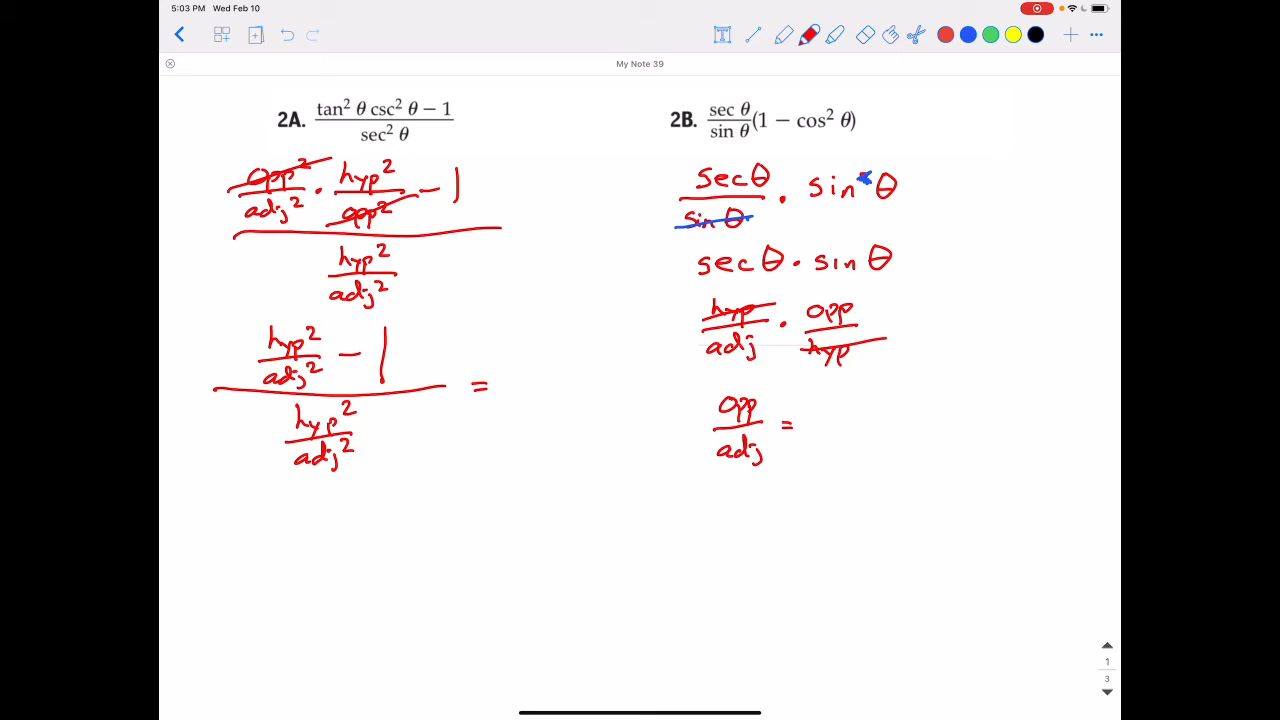 5:03 PM Wed Feb 10
My Note 39
2A. tan² θ csc² θ − 1
sec² θ
opp² hyp²
adj² · opp² − 1
hyp²
adj²
hyp²
adj² − 1 =
hyp²
adj²
2B. sec θ
sin θ (1 − cos² θ)
sec θ
sin θ · sin² θ
sec θ · sin θ
hyp opp
adj · hyp
opp
adj =
1
3